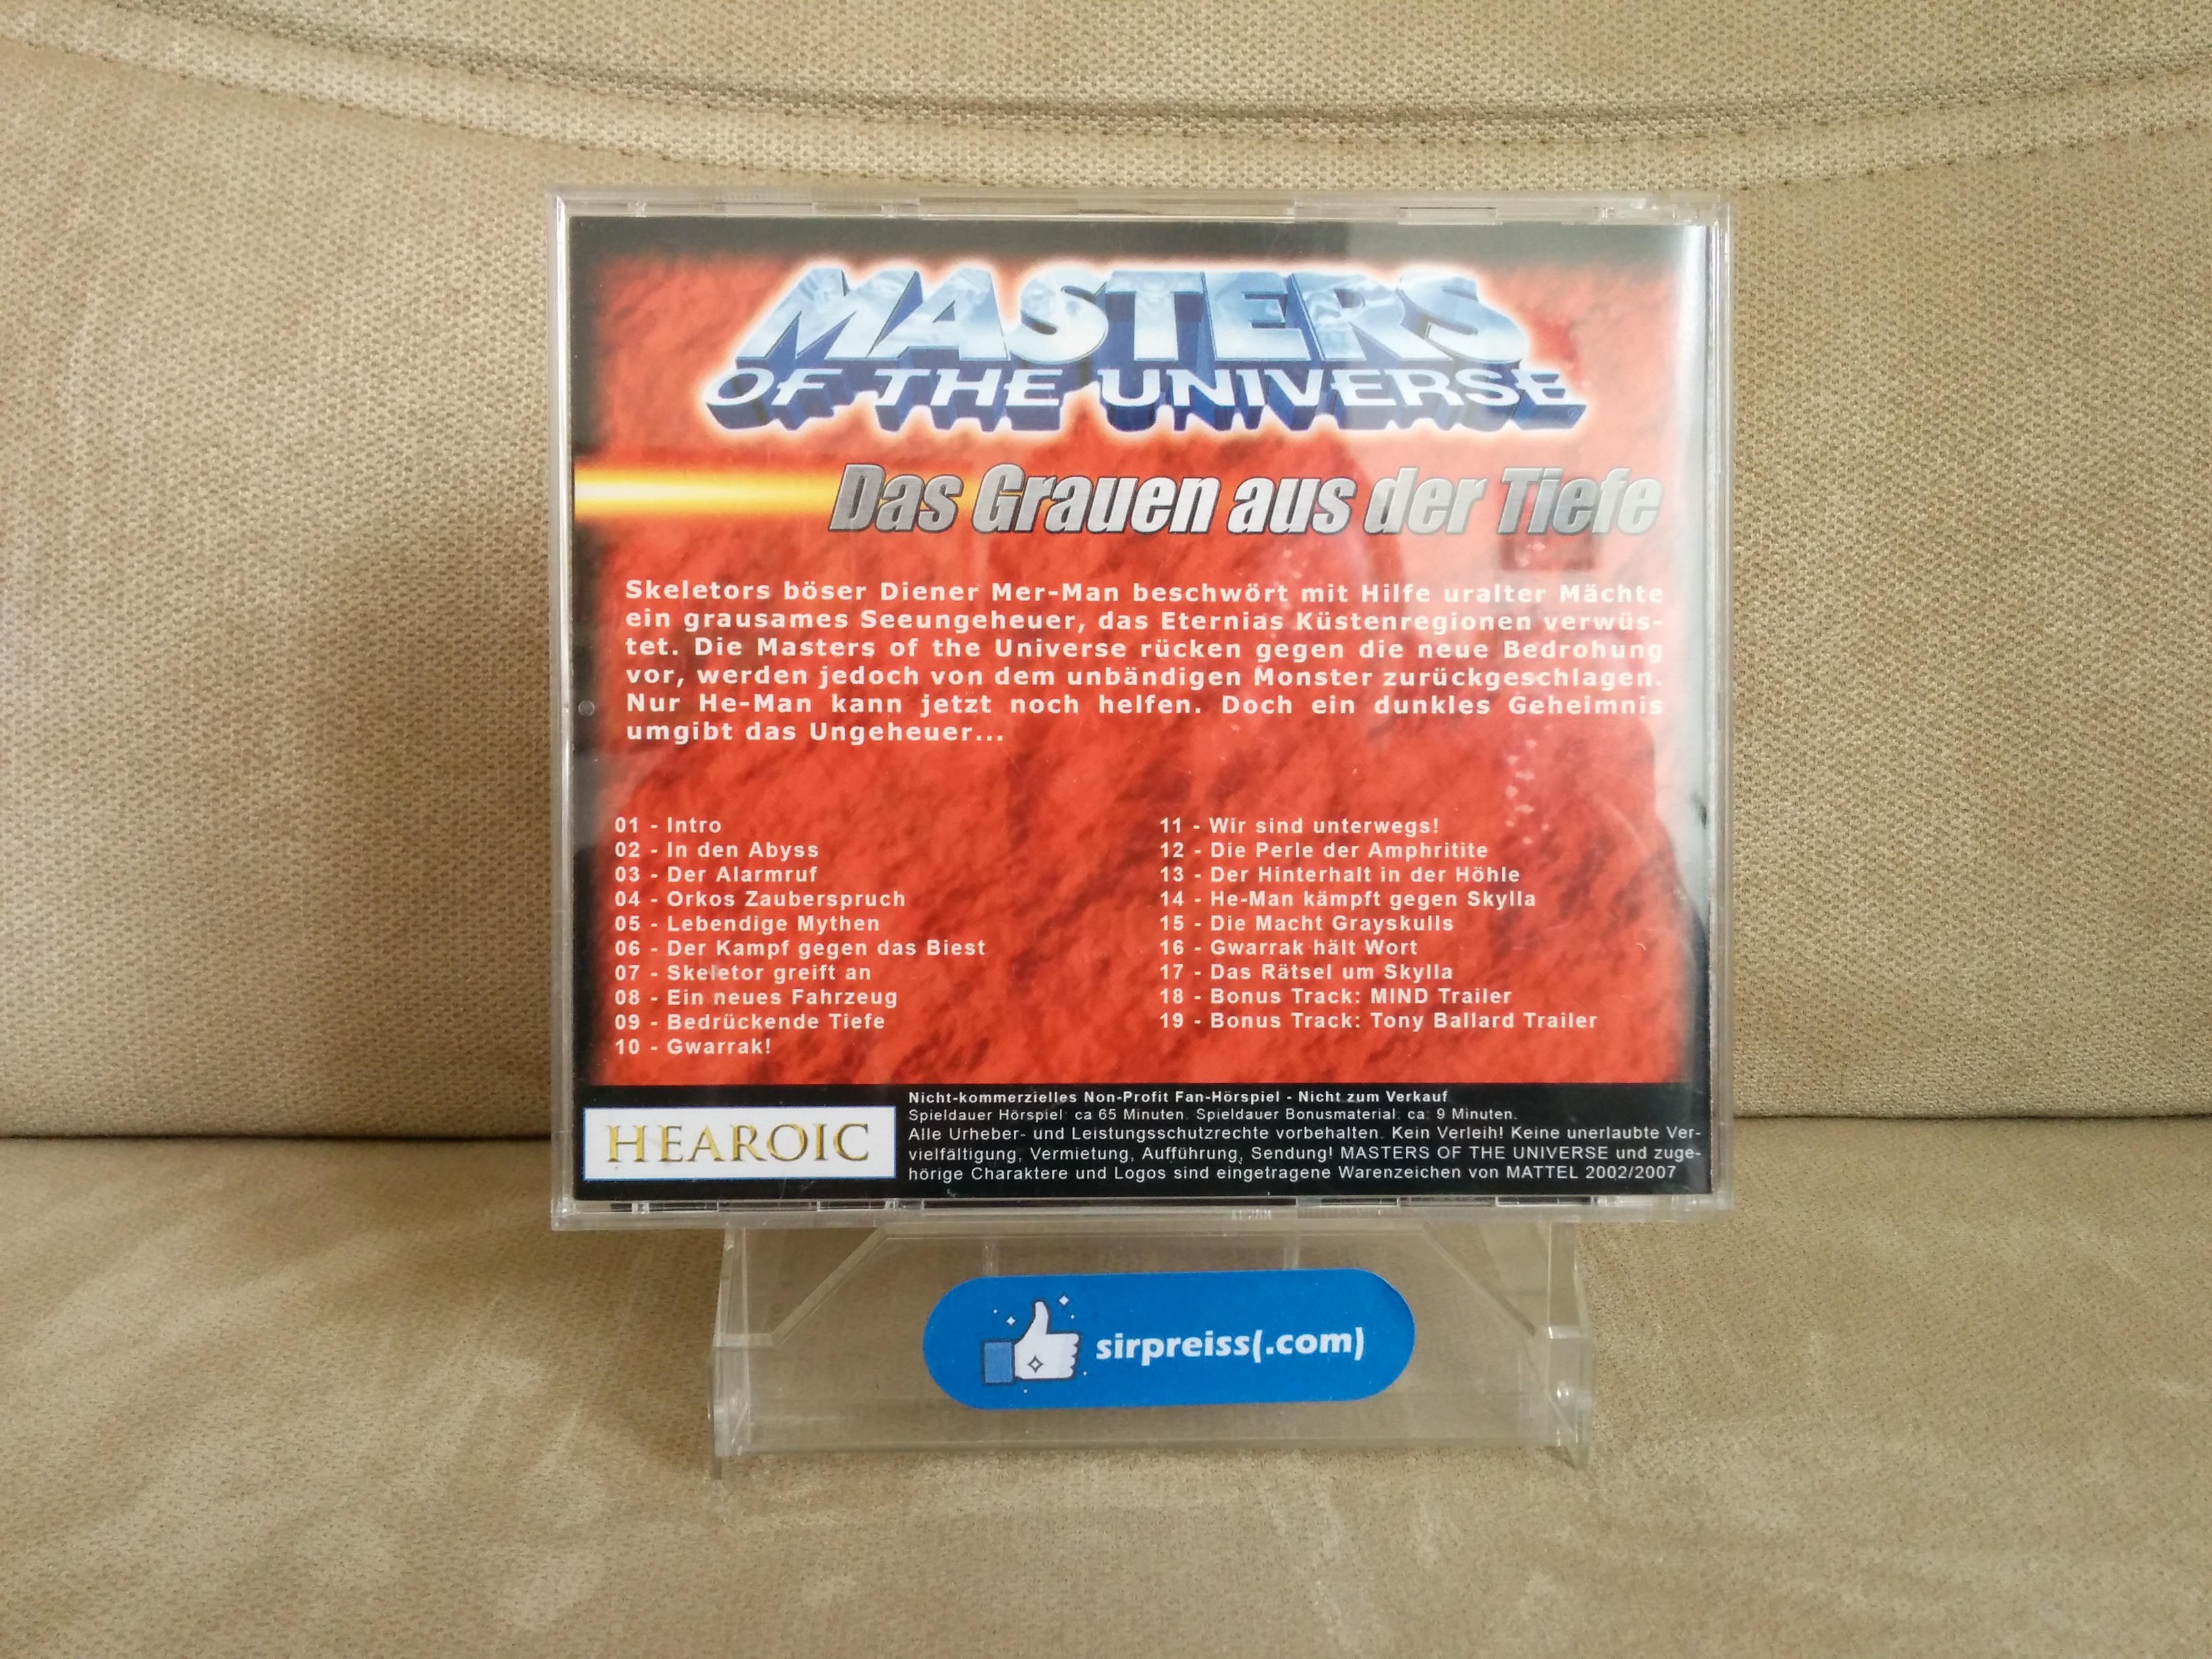 MASTERS
OF THE UNIVERSE
Das Grauen aus der Tiefe
Skeletors böser Diener Mer-Man beschwört mit Hilfe uralter Mächte
ein grausames Seeungeheuer, das Eternias Küstenregionen verwüs-
tet. Die Masters of the Universe rücken gegen die neue Bedrohung
vor, werden jedoch von dem unbändigen Monster zurückgeschlagen.
Nur He-Man kann jetzt noch helfen. Doch ein dunkles Geheimnis
umgibt das Ungeheuer...
01 - Intro
02 - In den Abyss
03 - Der Alarmruf
04 - Orkos Zauberspruch
05 - Lebendige Mythen
06 - Der Kampf gegen das Biest
07 - Skeletor greift an
08 - Ein neues Fahrzeug
09 - Bedrückende Tiefe
10 - Gwarrak!
11 - Wir sind unterwegs!
12 - Die Perle der Amphritite
13 - Der Hinterhalt in der Höhle
14 - He-Man kämpft gegen Skylla
15 - Die Macht Grayskulls
16 - Gwarrak hält Wort
17 - Das Rätsel um Skylla
18 - Bonus Track: MIND Trailer
19 - Bonus Track: Tony Ballard Trailer
HEAROIC
Nicht-kommerzielles Non-Profit Fan-Hörspiel - Nicht zum Verkauf
Spieldauer Hörspiel: ca 65 Minuten. Spieldauer Bonusmaterial: ca. 9 Minuten.
Alle Urheber- und Leistungsschutzrechte vorbehalten. Kein Verleih! Keine unerlaubte Ver-
vielfältigung, Vermietung, Aufführung, Sendung! MASTERS OF THE UNIVERSE und zuge-
hörige Charaktere und Logos sind eingetragene Warenzeichen von MATTEL 2002/2007
sirpreiss(.com)